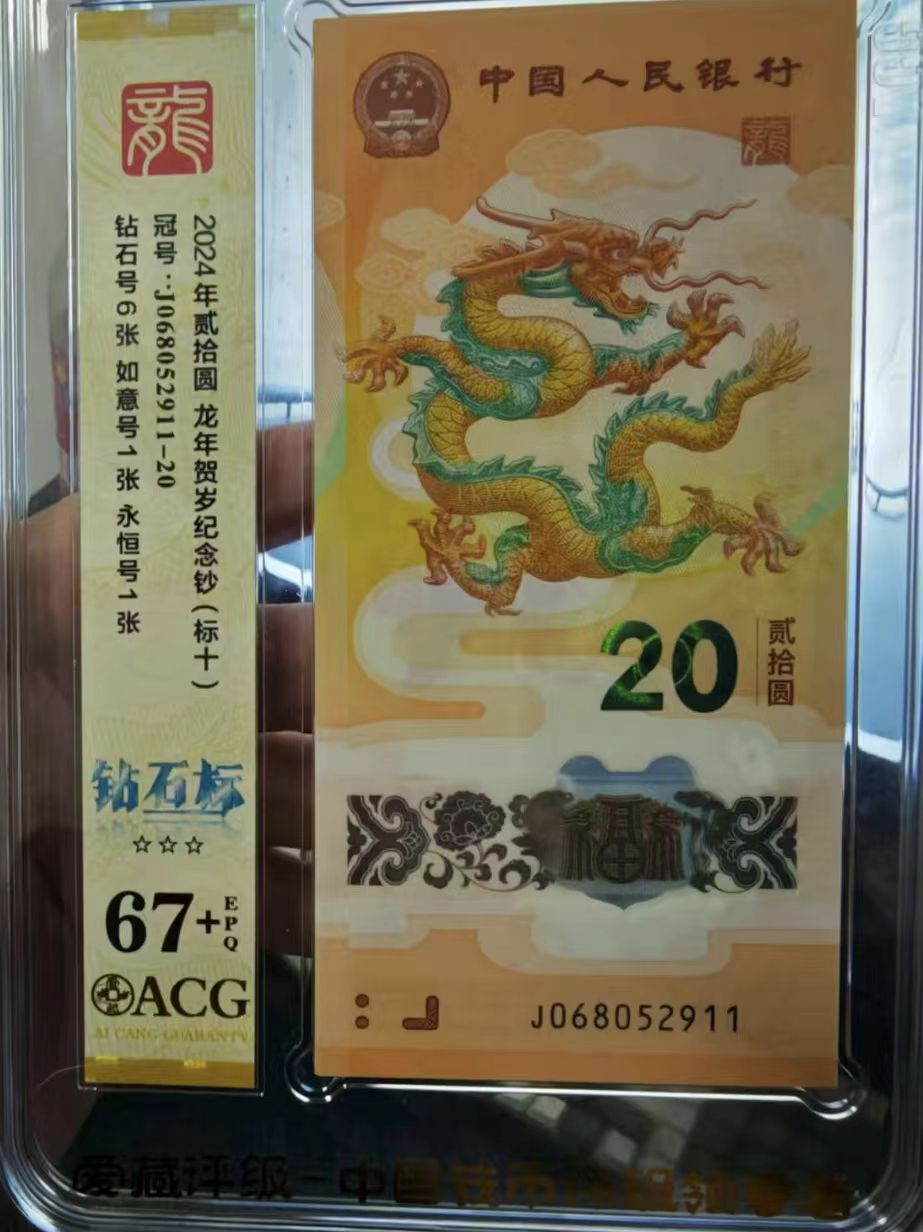 龍
2024年贰拾圆 龙年贺岁纪念钞(标十)
冠号:J068052911-20
钻石号6张 如意号1张 永恒号1张
钻石标
☆☆☆
67+
EPQ
ACG
AI CANG GUARANTY
中国人民银行
龍
20
贰拾圆
福
J068052911
爱藏评级-中国